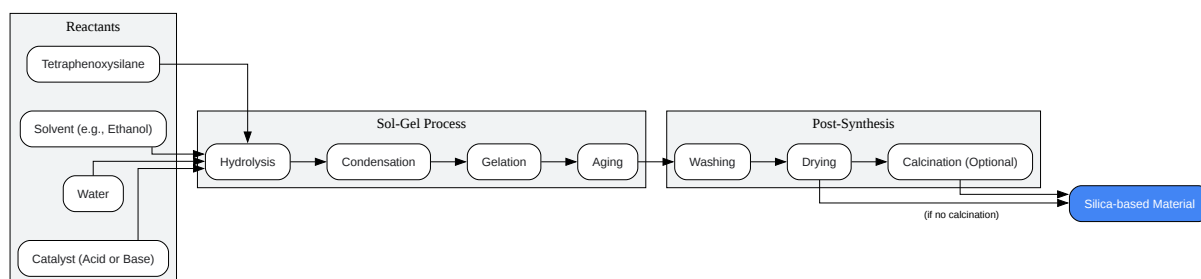 Reactants
Tetraphenoxysilane
Solvent (e.g., Ethanol)
Water
Catalyst (Acid or Base)
Sol-Gel Process
Hydrolysis
Condensation
Gelation
Aging
Post-Synthesis
Washing
Drying
Calcination (Optional)
(if no calcination)
Silica-based Material